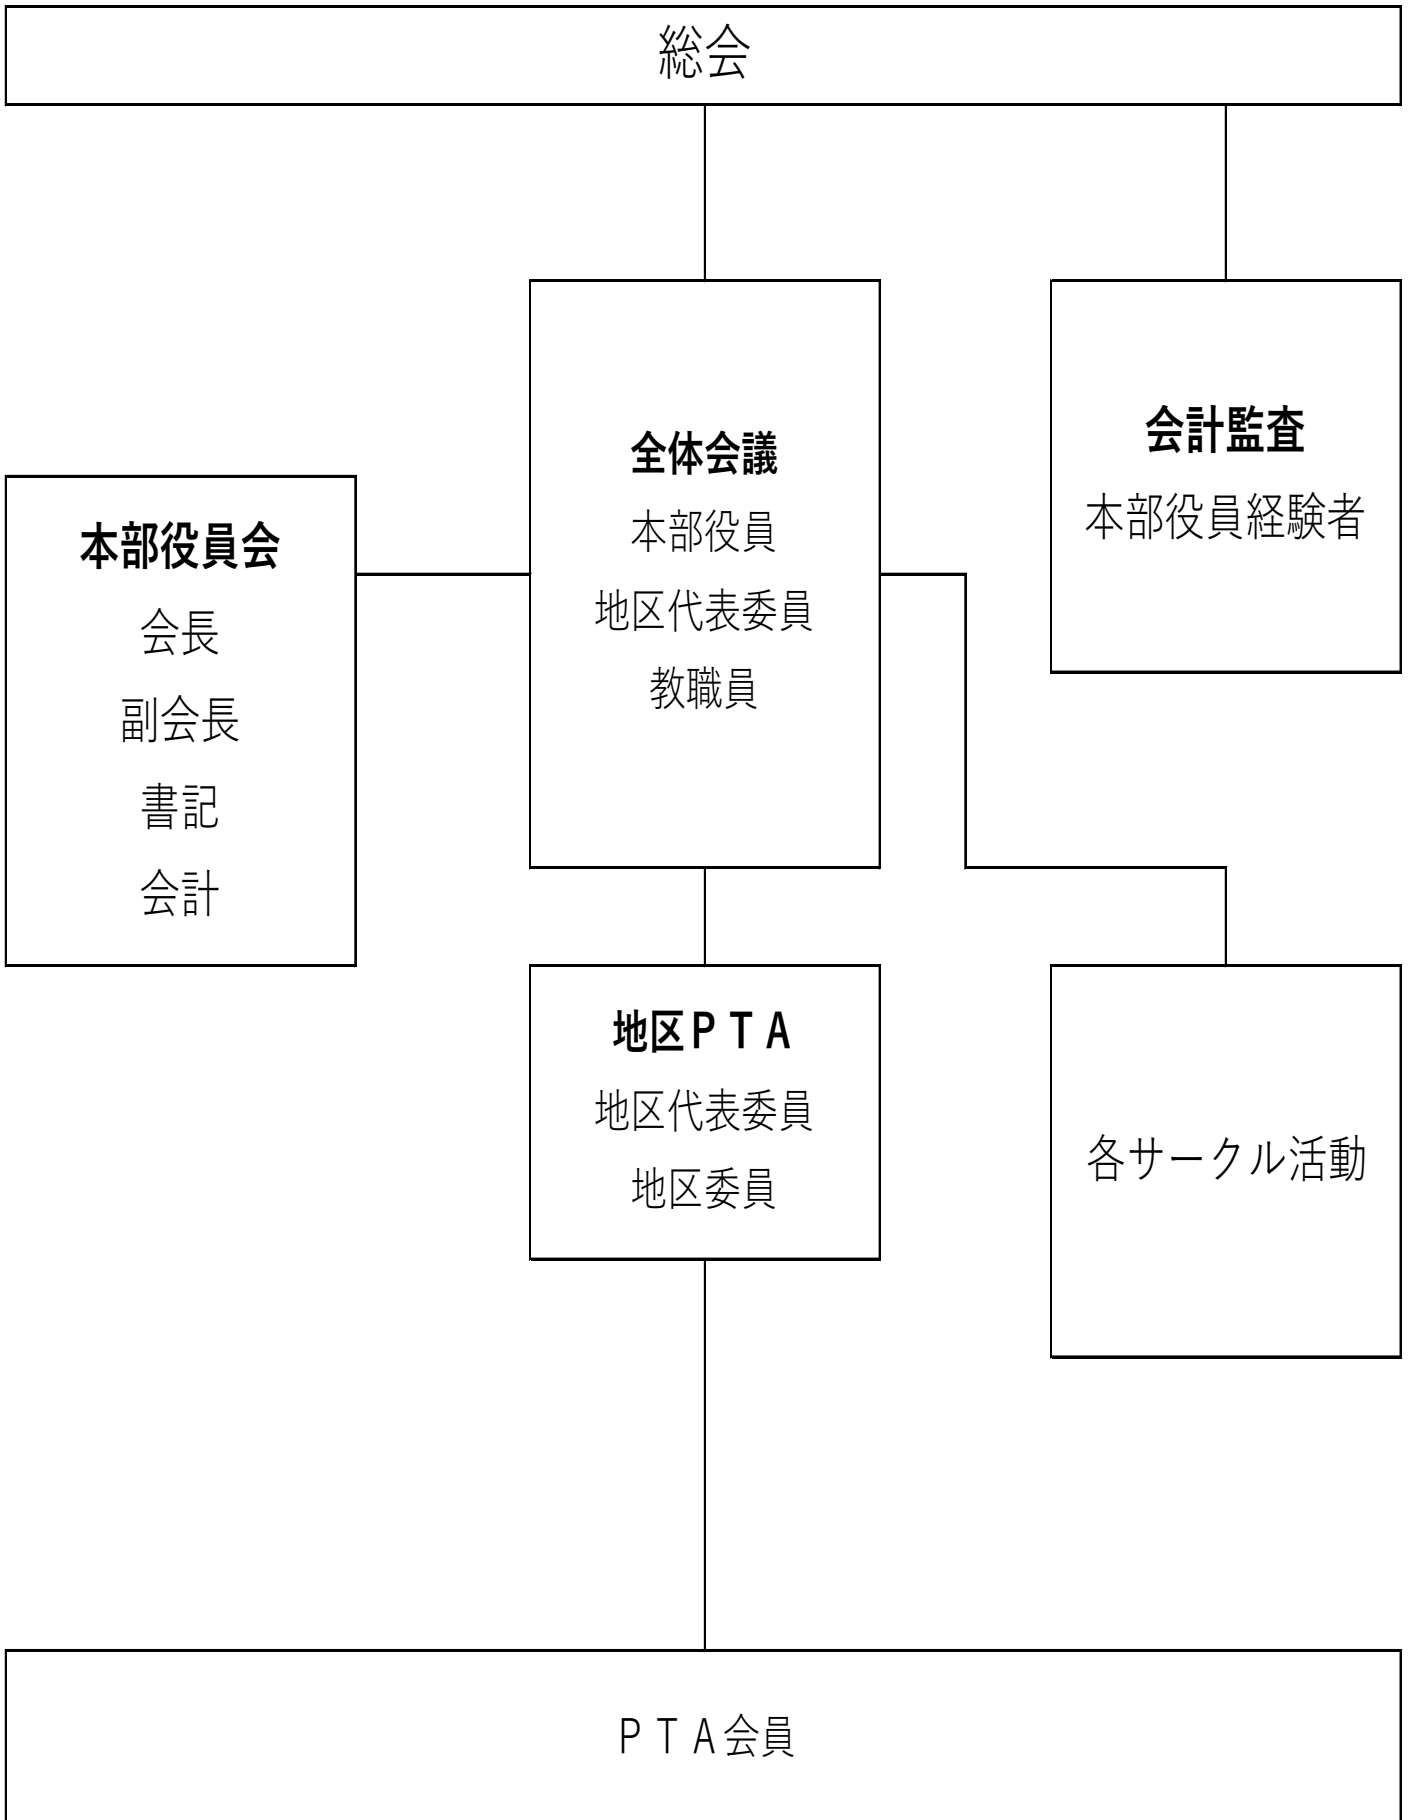 総会
全体会議
本部役員
地区代表委員
教職員
会計監査
本部役員経験者
本部役員会
会長
副会長
書記
会計
地区ＰＴＡ
地区代表委員
地区委員
各サークル活動
ＰＴＡ会員